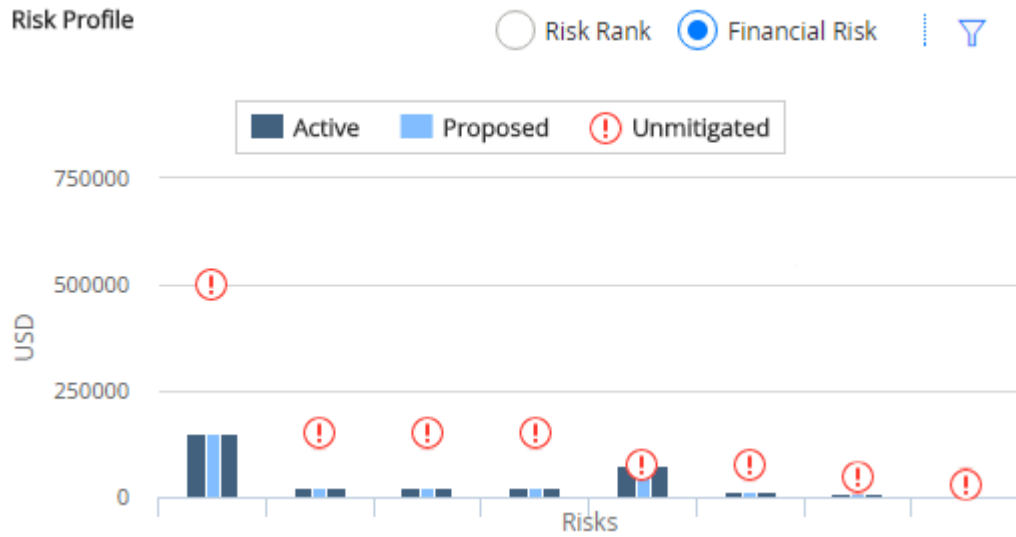 Risk Profile
Risk Rank
Financial Risk
Active
Proposed
Unmitigated
750000
500000
250000
0
USD
Risks